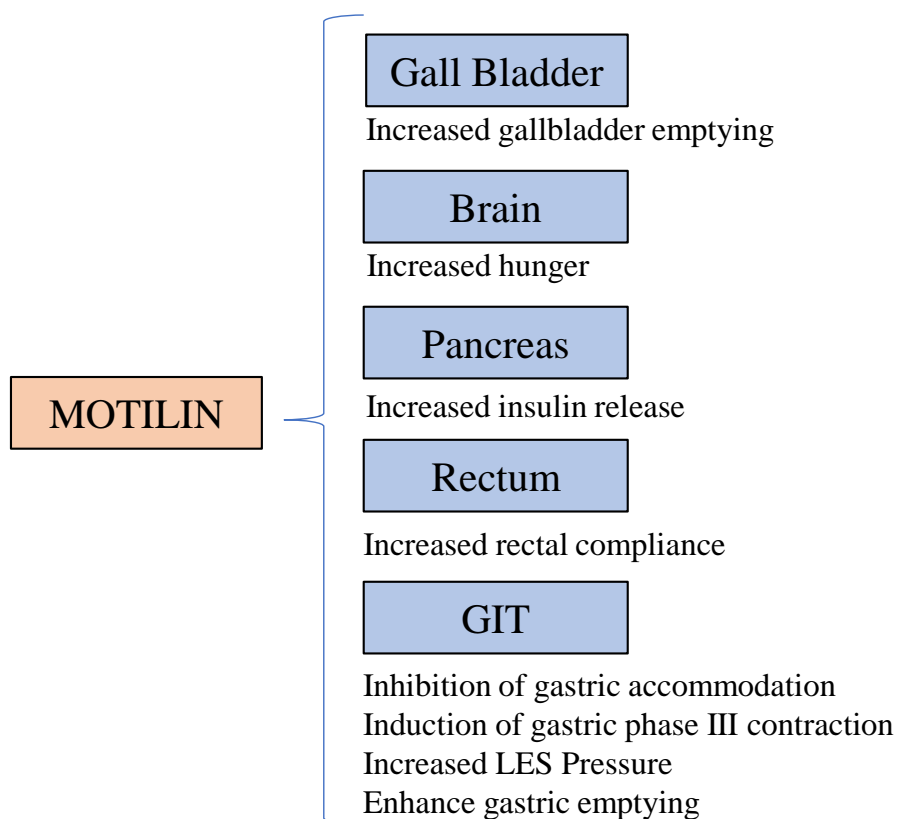 Gall Bladder
Increased gallbladder emptying
Brain
Increased hunger
Pancreas
Increased insulin release
MOTILIN
Rectum
Increased rectal compliance
GIT
Inhibition of gastric accommodation
Induction of gastric phase III contraction
Increased LES Pressure
Enhance gastric emptying